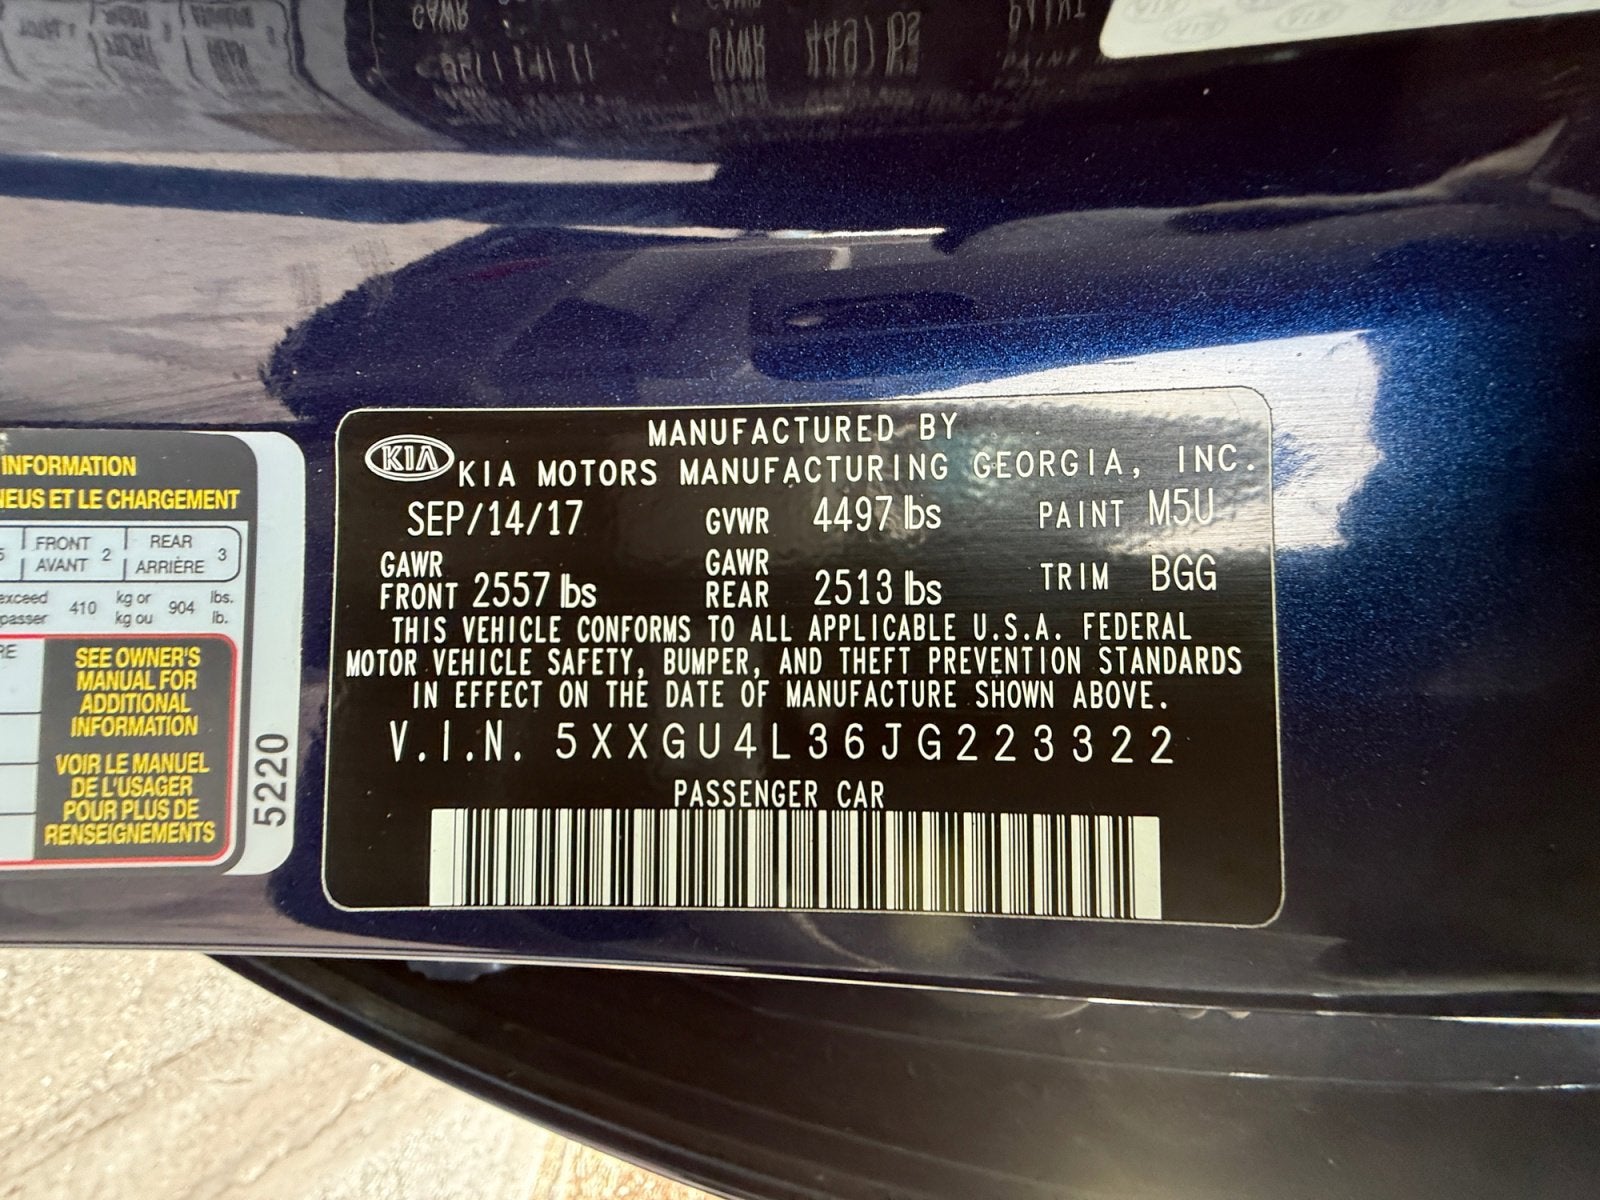 INFORMATION
NEUS ET LE CHARGEMENT
5 FRONT AVANT 2 REAR ARRIÈRE 3
exceed
passer 410 kg or
kg ou 904 lbs.
lb.
RE
SEE OWNER'S
MANUAL FOR
ADDITIONAL
INFORMATION
VOIR LE MANUEL
DE L'USAGER
POUR PLUS DE
RENSEIGNEMENTS
5220
MANUFACTURED BY
KIA KIA MOTORS MANUFACTURING GEORGIA, INC.
SEP/14/17 GVWR 4497 lbs PAINT M5U
GAWR
FRONT 2557 lbs GAWR
REAR 2513 lbs TRIM BGG
THIS VEHICLE CONFORMS TO ALL APPLICABLE U.S.A. FEDERAL
MOTOR VEHICLE SAFETY, BUMPER, AND THEFT PREVENTION STANDARDS
IN EFFECT ON THE DATE OF MANUFACTURE SHOWN ABOVE.
V.I.N. 5XXGU4L36JG223322
PASSENGER CAR